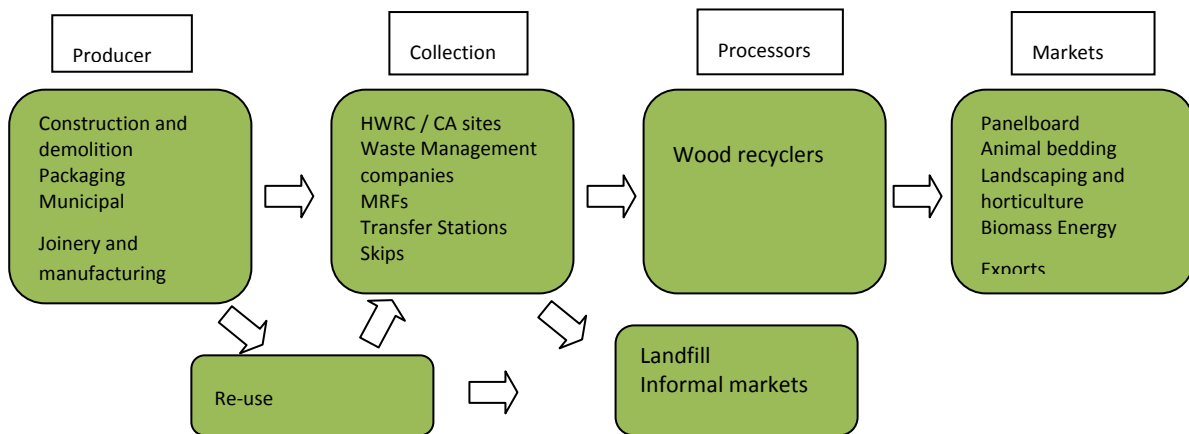 Producer
Collection
Processors
Markets
Construction and
demolition
Packaging
Municipal
Joinery and
manufacturing
HWRC / CA sites
Waste Management
companies
MRFs
Transfer Stations
Skips
Wood recyclers
Panelboard
Animal bedding
Landscaping and
horticulture
Biomass Energy
Exports
Re-use
Landfill
Informal markets